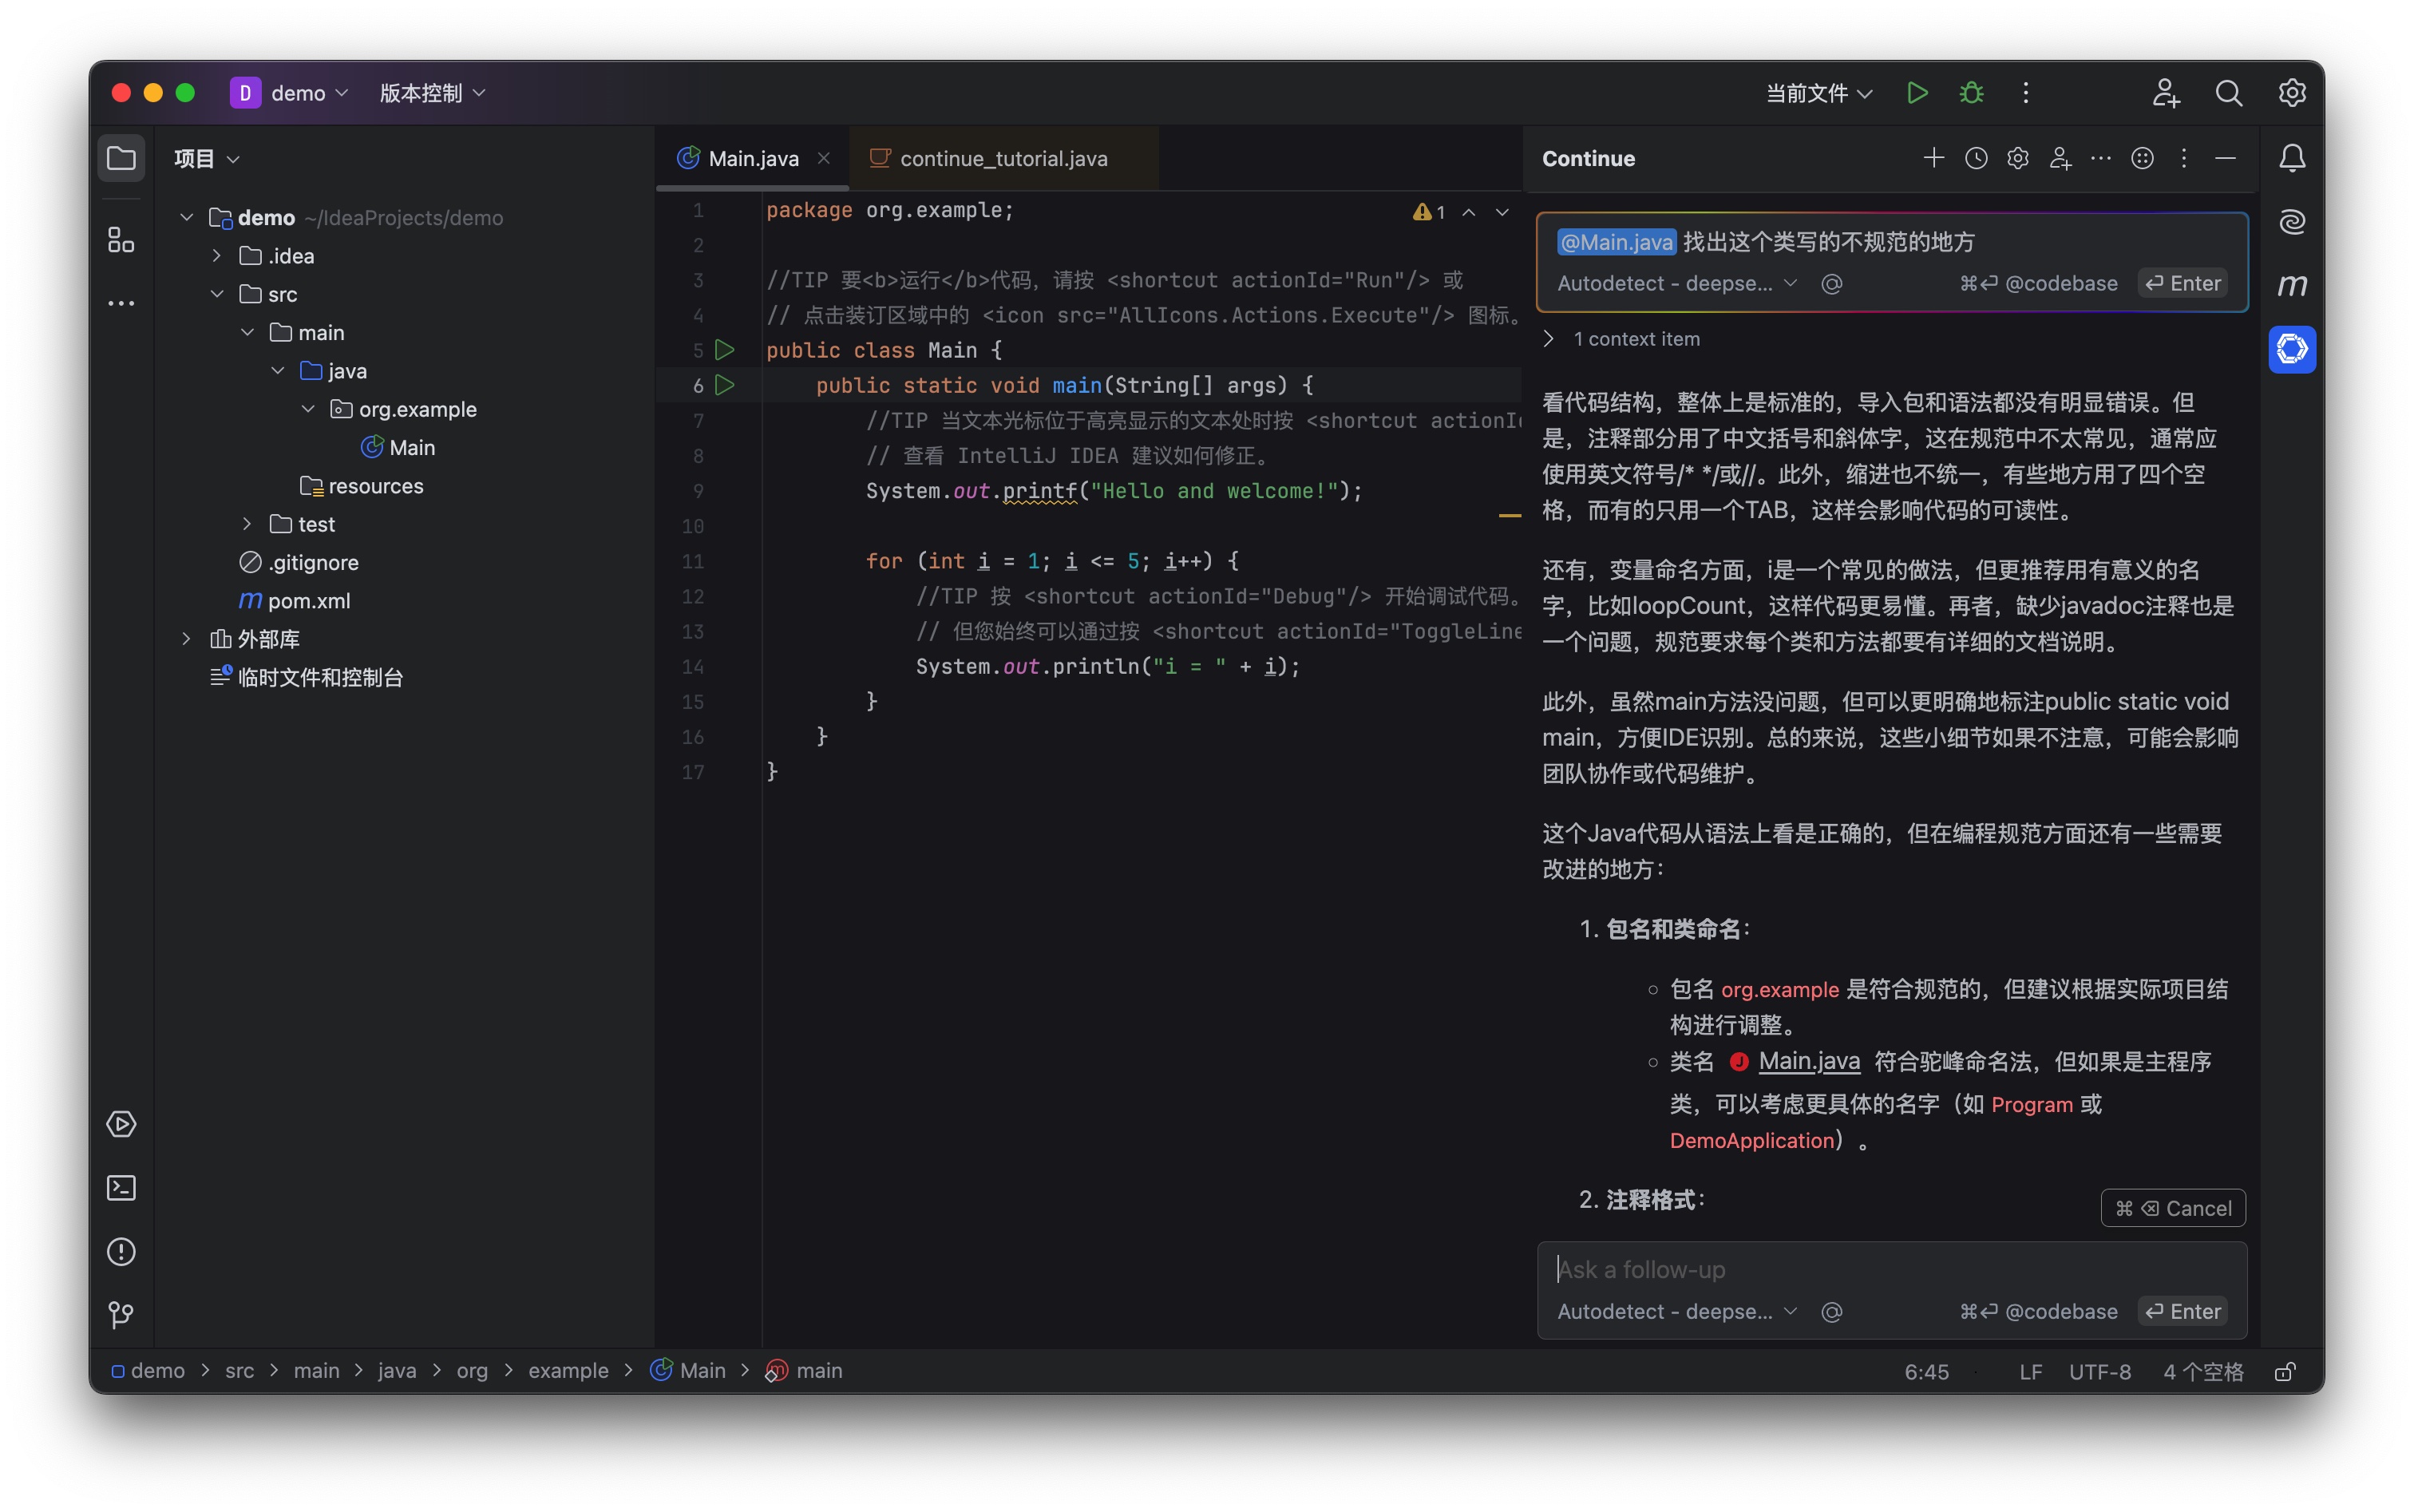 D demo 版本控制 当前文件
项目
demo ~/IdeaProjects/demo
.idea
src
main
java
org.example
Main
resources
test
.gitignore
m pom.xml
外部库
临时文件和控制台
Main.java continue_tutorial.java
1 package org.example;
1
2
3 //TIP 要<b>运行</b>代码，请按 <shortcut actionId="Run"/> 或
4 // 点击装订区域中的 <icon src="AllIcons.Actions.Execute"/> 图标。
5 public class Main {
6 public static void main(String[] args) {
7 //TIP 当文本光标位于高亮显示的文本处时按 <shortcut actionI
8 // 查看 IntelliJ IDEA 建议如何修正。
9 System.out.printf("Hello and welcome!");
10
11 for (int i = 1; i <= 5; i++) {
12 //TIP 按 <shortcut actionId="Debug"/> 开始调试代码。
13 // 但您始终可以通过按 <shortcut actionId="ToggleLine
14 System.out.println("i = " + i);
15 }
16 }
17 }
Continue
@Main.java 找出这个类写的不规范的地方
Autodetect - deepse... @ ⌘⏎ @codebase ⏎ Enter
1 context item
看代码结构，整体上是标准的，导入包和语法都没有明显错误。但
是，注释部分用了中文括号和斜体字，这在规范中不太常见，通常应
使用英文符号/* */或//。此外，缩进也不统一，有些地方用了四个空
格，而有的只用一个TAB，这样会影响代码的可读性。
还有，变量命名方面，i是一个常见的做法，但更推荐用有意义的名
字，比如loopCount，这样代码更易懂。再者，缺少javadoc注释也是
一个问题，规范要求每个类和方法都要有详细的文档说明。
此外，虽然main方法没问题，但可以更明确地标注public static void
main，方便IDE识别。总的来说，这些小细节如果不注意，可能会影响
团队协作或代码维护。
这个Java代码从语法上看是正确的，但在编程规范方面还有一些需要
改进的地方：
1. 包名和类命名：
包名 org.example 是符合规范的，但建议根据实际项目结
构进行调整。
类名 J Main.java 符合驼峰命名法，但如果是主程序
类，可以考虑更具体的名字（如 Program 或
DemoApplication）。
2. 注释格式：
⌘ ⌫ Cancel
Ask a follow-up
Autodetect - deepse... @ ⌘⏎ @codebase ⏎ Enter
m
demo > src > main > java > org > example > Main > m main
6:45 LF UTF-8 4 个空格